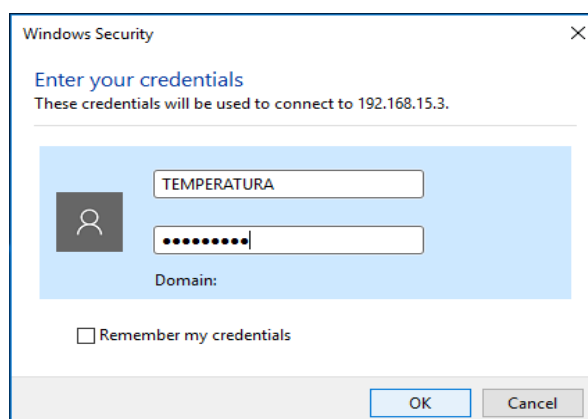 Windows Security
Enter your credentials
These credentials will be used to connect to 192.168.15.3.
TEMPERATURA
●●●●●●●●●
Domain:
Remember my credentials
OK
Cancel